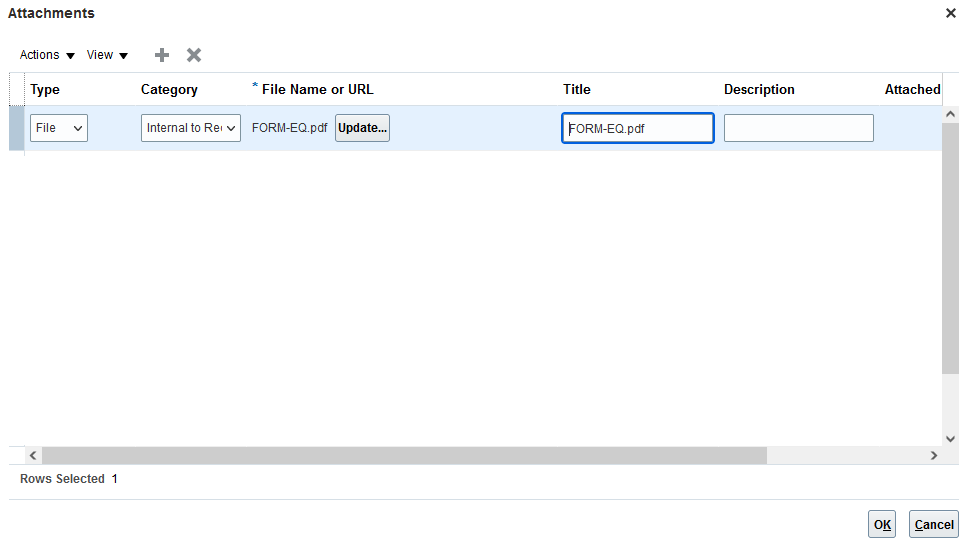 Attachments
Actions View
Type Category * File Name or URL Title Description Attached
File Internal to Re FORM-EQ.pdf Update... FORM-EQ.pdf
Rows Selected 1
OK Cancel